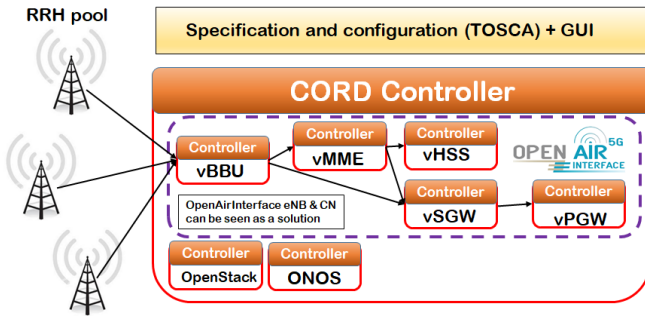 RRH pool
Specification and configuration (TOSCA) + GUI
CORD Controller
Controller
vBBU
Controller
vMME
Controller
vHSS
OPEN AIR 5G
INTERFACE
OpenAirInterface eNB & CN
can be seen as a solution
Controller
vSGW
Controller
vPGW
Controller
OpenStack
Controller
ONOS